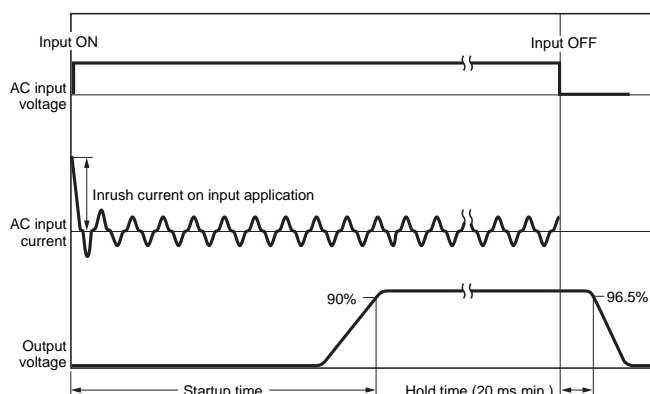 Input ON
Input OFF
AC input
voltage
Inrush current on input application
AC input
current
90%
96.5%
Output
voltage
Startup time
Hold time (20 ms min.)